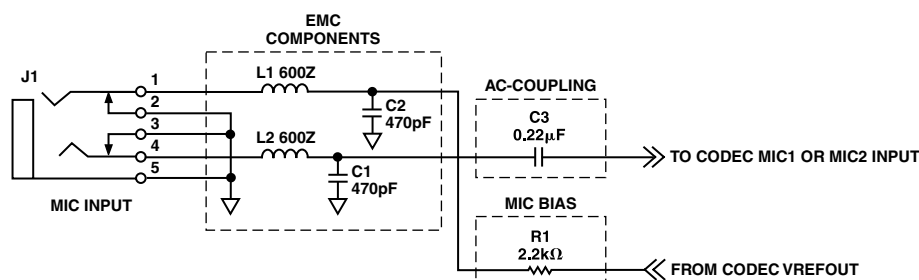 EMC
COMPONENTS
J1
1
2
3
4
5
L1 600Z
C2
470pF
L2 600Z
C1
470pF
MIC INPUT
AC-COUPLING
C3
0.22μF
TO CODEC MIC1 OR MIC2 INPUT
MIC BIAS
R1
2.2kΩ
FROM CODEC VREFOUT